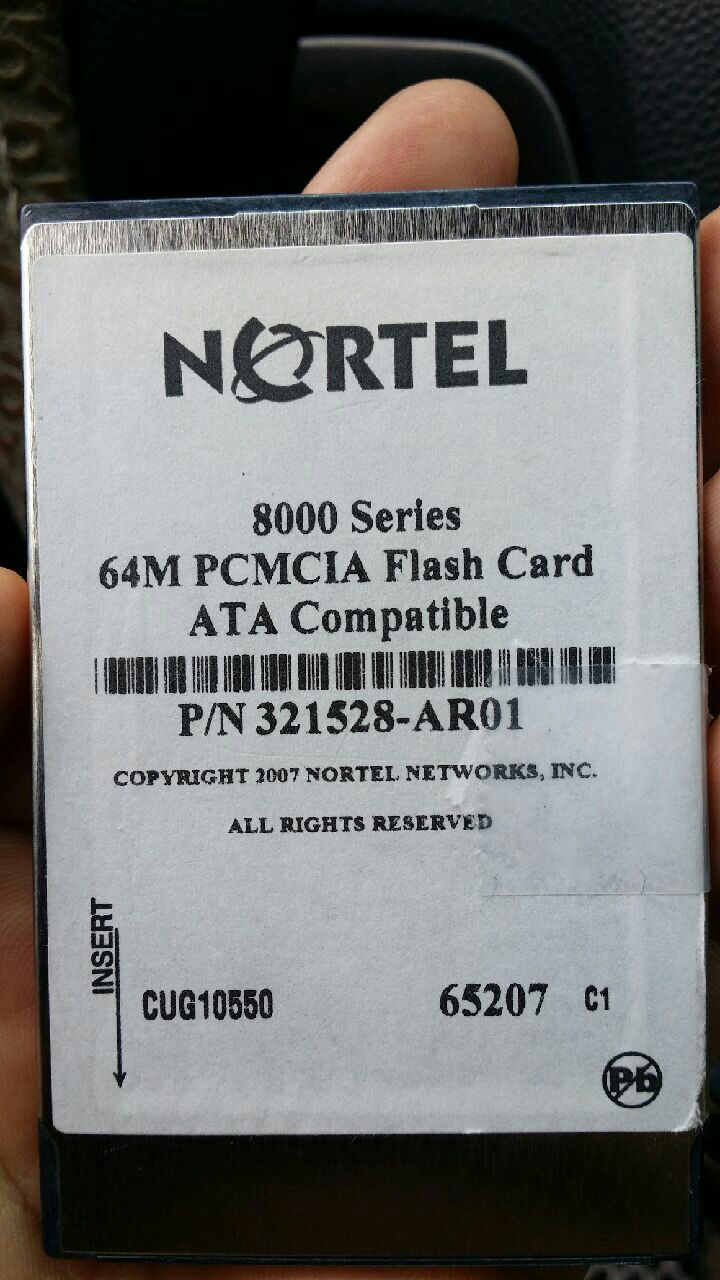 NORTEL
8000 Series
64M PCMCIA Flash Card
ATA Compatible
P/N 321528-AR01
COPYRIGHT 2007 NORTEL NETWORKS, INC.
ALL RIGHTS RESERVED
INSERT
CUG10550 65207 C1
Pb